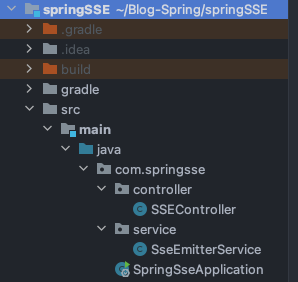 springSSE ~/Blog-Spring/springSSE
.gradle
.idea
build
gradle
src
main
java
com.springsse
controller
SSEController
service
SseEmitterService
SpringSseApplication